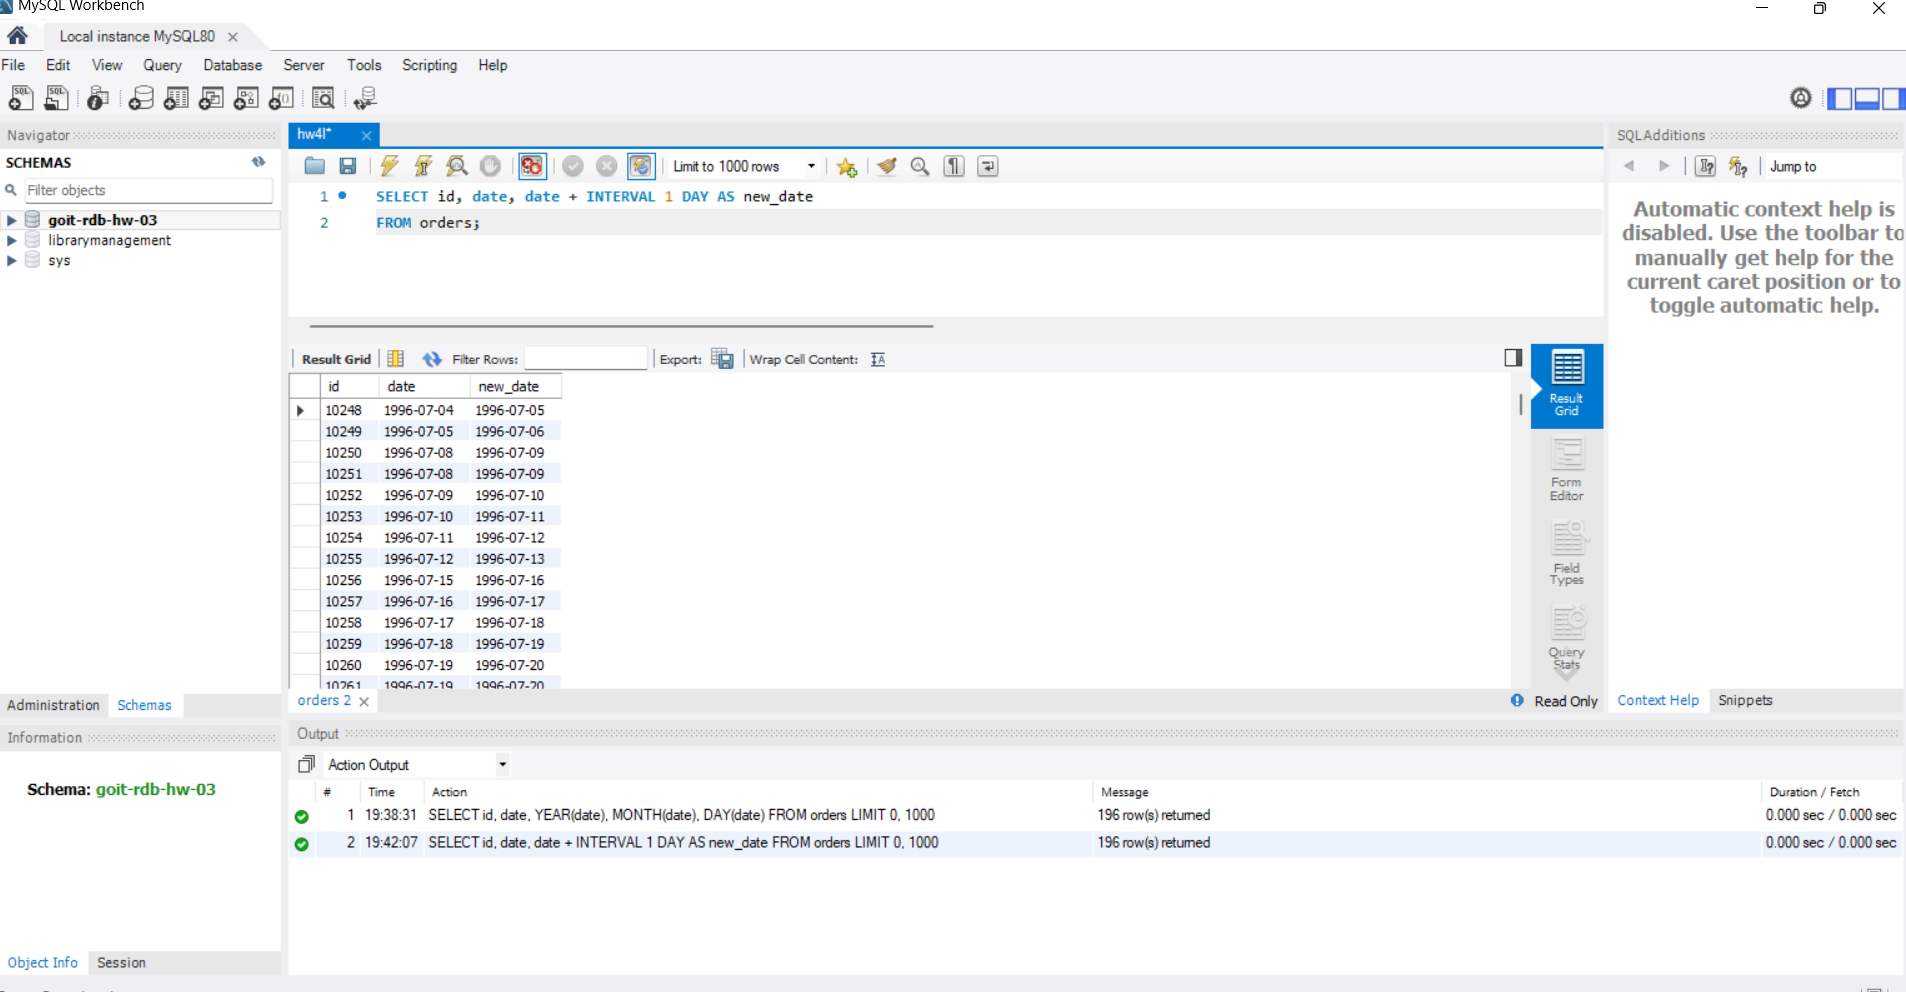 MySQL Workbench
Local instance MySQL80
File Edit View Query Database Server Tools Scripting Help
Navigator
SCHEMAS
Filter objects
goit-rdb-hw-03
librarymanagement
sys
Administration Schemas
Information
Schema: goit-rdb-hw-03
Object Info Session
hw4l*
Limit to 1000 rows
1 SELECT id, date, date + INTERVAL 1 DAY AS new_date
2 FROM orders;
Result Grid Filter Rows: Export: Wrap Cell Content:
id date new_date
10248 1996-07-04 1996-07-05
10249 1996-07-05 1996-07-06
10250 1996-07-08 1996-07-09
10251 1996-07-08 1996-07-09
10252 1996-07-09 1996-07-10
10253 1996-07-10 1996-07-11
10254 1996-07-11 1996-07-12
10255 1996-07-12 1996-07-13
10256 1996-07-15 1996-07-16
10257 1996-07-16 1996-07-17
10258 1996-07-17 1996-07-18
10259 1996-07-18 1996-07-19
10260 1996-07-19 1996-07-20
10261 1996-07-19 1996-07-20
Result
Grid
Form
Editor
Field
Types
Query
Stats
orders 2
Read Only
SQLAdditions
Jump to
Automatic context help is
disabled. Use the toolbar to
manually get help for the
current caret position or to
toggle automatic help.
Context Help Snippets
Output
Action Output
# Time Action Message Duration / Fetch
1 19:38:31 SELECT id, date, YEAR(date), MONTH(date), DAY(date) FROM orders LIMIT 0, 1000 196 row(s) returned 0.000 sec / 0.000 sec
2 19:42:07 SELECT id, date, date + INTERVAL 1 DAY AS new_date FROM orders LIMIT 0, 1000 196 row(s) returned 0.000 sec / 0.000 sec